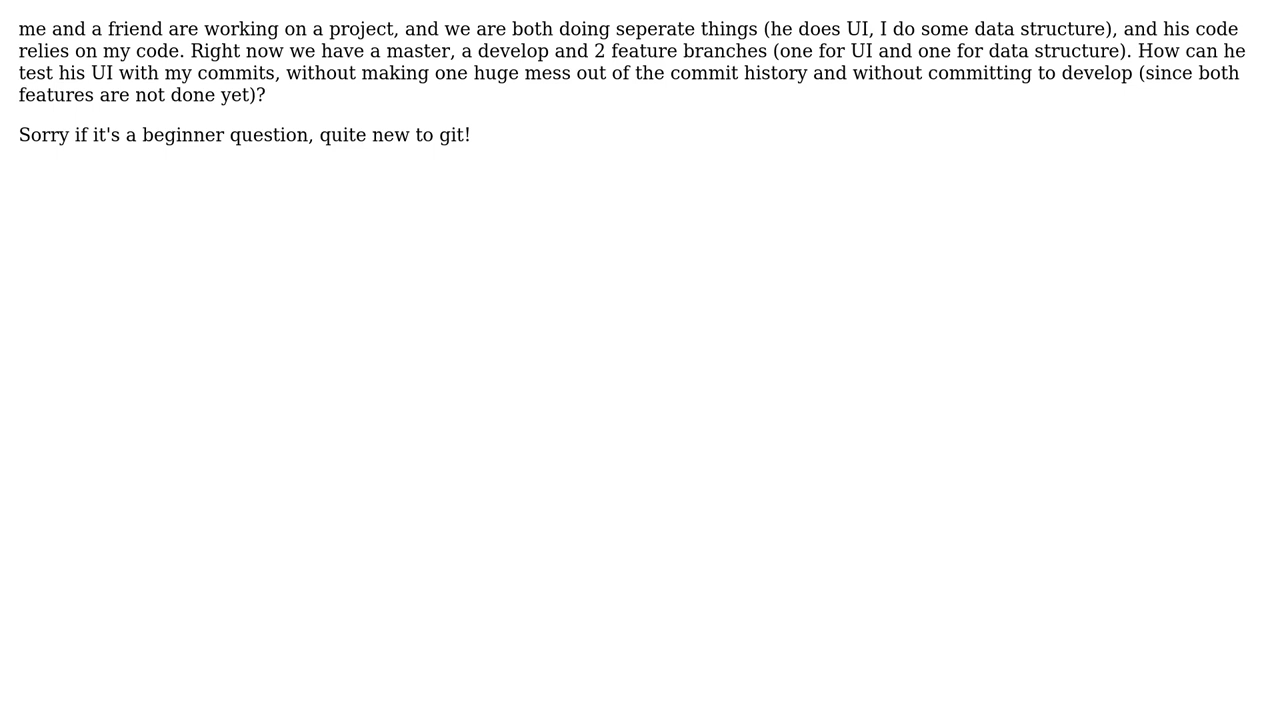 me and a friend are working on a project, and we are both doing seperate things (he does UI, I do some data structure), and his code
relies on my code. Right now we have a master, a develop and 2 feature branches (one for UI and one for data structure). How can he
test his UI with my commits, without making one huge mess out of the commit history and without committing to develop (since both
features are not done yet)?
Sorry if it's a beginner question, quite new to git!